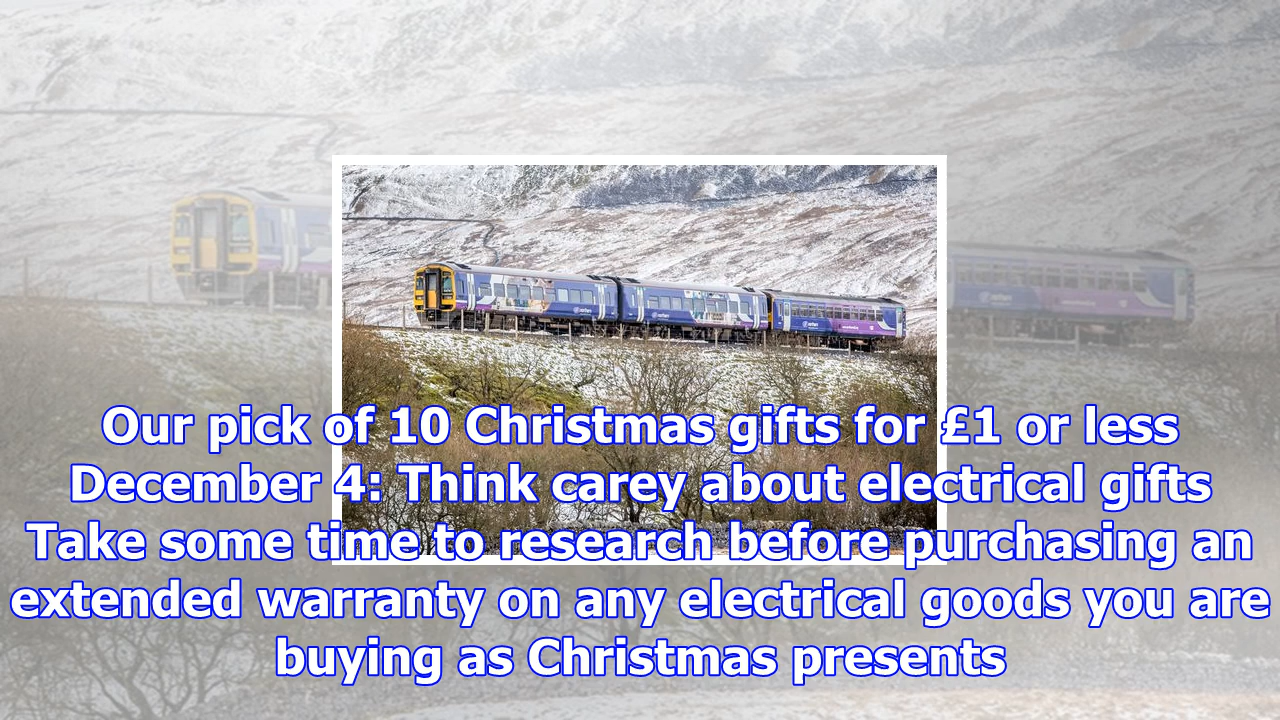 Our pick of 10 Christmas gifts for £1 or less
December 4: Think carey about electrical gifts
Take some time to research before purchasing an
extended warranty on any electrical goods you are
buying as Christmas presents